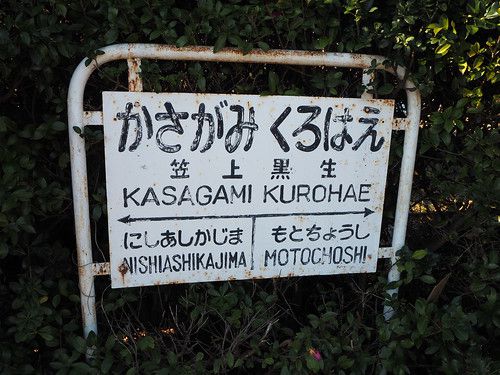 かさがみ くろはえ
笠上黒生
KASAGAMI KUROHAE
にしあしかじま もとちょうし
NISHIASHIKAJIMA MOTOCHOSHI